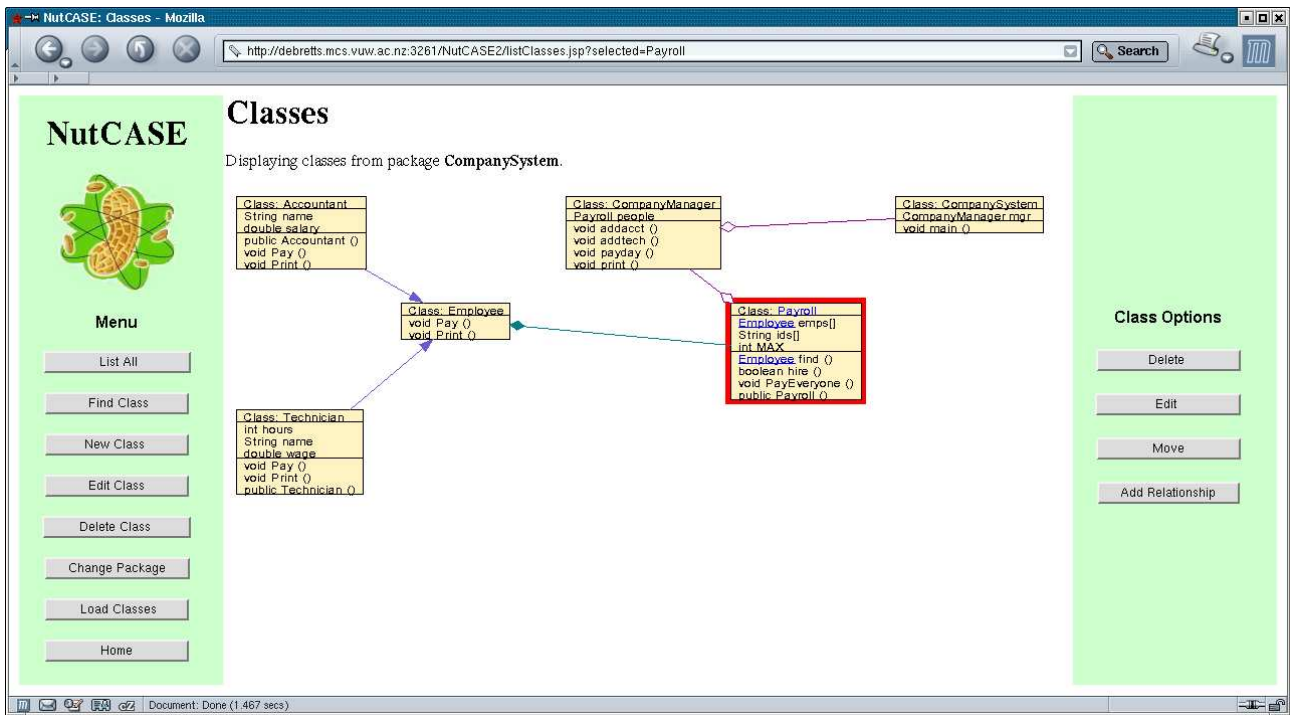 NutCASE: Classes - Mozilla
http://debretts.mcs.vuw.ac.nz:3261/NutCASE2/listClasses.jsp?selected=Payroll
Search
NutCASE
Menu
List All
Find Class
New Class
Edit Class
Delete Class
Change Package
Load Classes
Home
Classes
Displaying classes from package CompanySystem.
Class: Accountant
String name
double salary
public Accountant ()
void Pay ()
void Print ()
Class: CompanyManager
Payroll people
void addacct ()
void addtech ()
void payday ()
void print ()
Class: CompanySystem
CompanyManager mgr
void main ()
Class: Employee
void Pay ()
void Print ()
Class: Payroll
Employee emps[]
String ids[]
int MAX
Employee find ()
boolean hire ()
void PayEveryone ()
public Payroll ()
Class: Technician
int hours
String name
double wage
void Pay ()
void Print ()
public Technician ()
Class Options
Delete
Edit
Move
Add Relationship
Document: Done (1.467 secs)